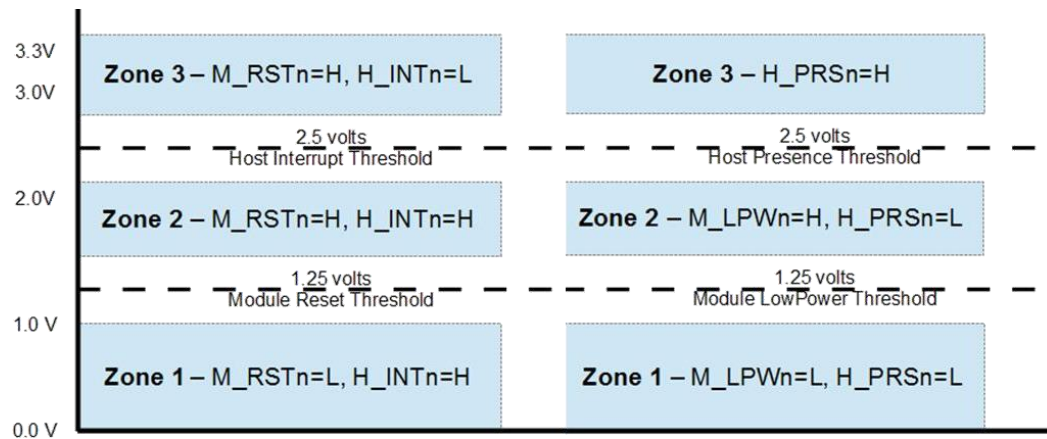 3.3V
Zone 3 – M_RSTn=H, H_INTn=L
Zone 3 – H_PRSn=H
3.0V
2.5 volts
Host Interrupt Threshold
2.5 volts
Host Presence Threshold
2.0V
Zone 2 – M_RSTn=H, H_INTn=H
Zone 2 – M_LPWn=H, H_PRSn=L
1.25 volts
Module Reset Threshold
1.25 volts
Module LowPower Threshold
1.0 V
Zone 1 – M_RSTn=L, H_INTn=H
Zone 1 – M_LPWn=L, H_PRSn=L
0.0 V